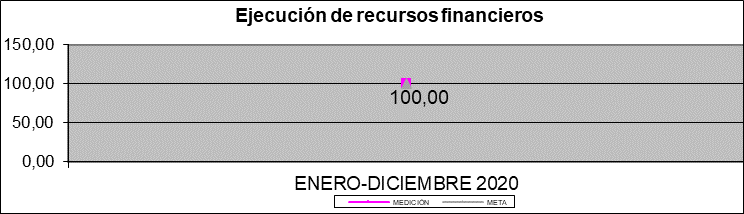 Ejecución de recursos financieros
150,00
100,00
50,00
0,00
100,00
ENERO-DICIEMBRE 2020
MEDICIÓN META